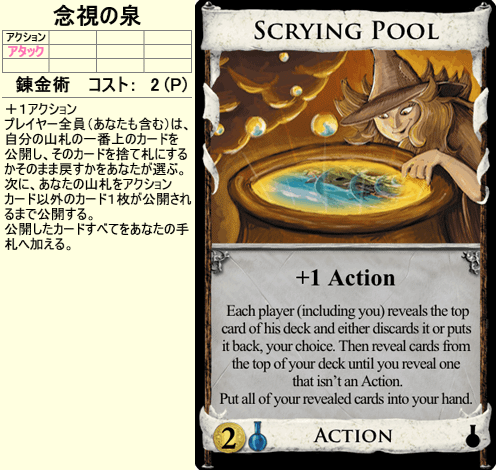 念視の泉
アクション
アタック
錬金術 コスト: 2(P)
+1アクション
プレイヤー全員(あなたも含む)は、
自分の山札の一番上のカードを
公開し、そのカードを捨て札にする
かそのまま戻すかをあなたが選ぶ。
次に、あなたの山札をアクション
カード以外のカード1枚が公開され
るまで公開する。
公開したカードすべてをあなたの手
札へ加える。
SCRYING POOL
+1 Action
Each player (including you) reveals the top
card of his deck and either discards it or puts
it back, your choice. Then reveal cards from
the top of your deck until you reveal one
that isn't an Action.
Put all of your revealed cards into your hand.
2
ACTION